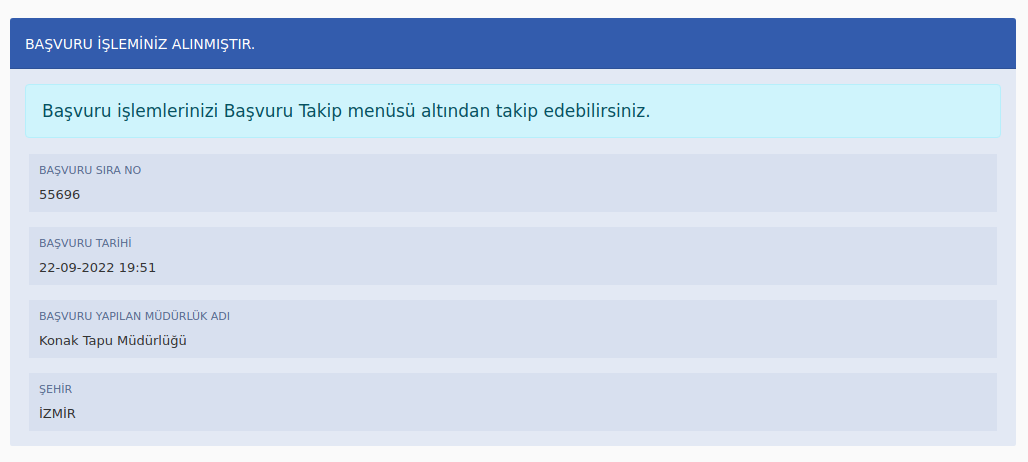 BAŞVURU İŞLEMİNİZ ALINMIŞTIR.
Başvuru işlemlerinizi Başvuru Takip menüsü altından takip edebilirsiniz.
BAŞVURU SIRA NO
55696
BAŞVURU TARİHİ
22-09-2022 19:51
BAŞVURU YAPILAN MÜDÜRLÜK ADI
Konak Tapu Müdürlüğü
ŞEHİR
İZMİR